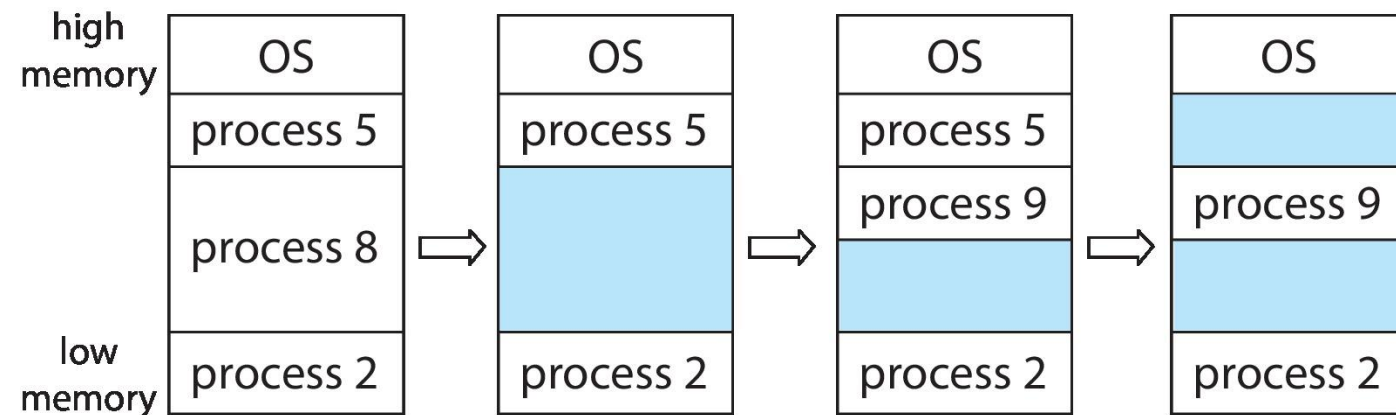 high
memory
OS
process 5
process 8
low
memory
process 2
OS
process 5
process 2
OS
process 5
process 9
process 2
OS
process 9
process 2